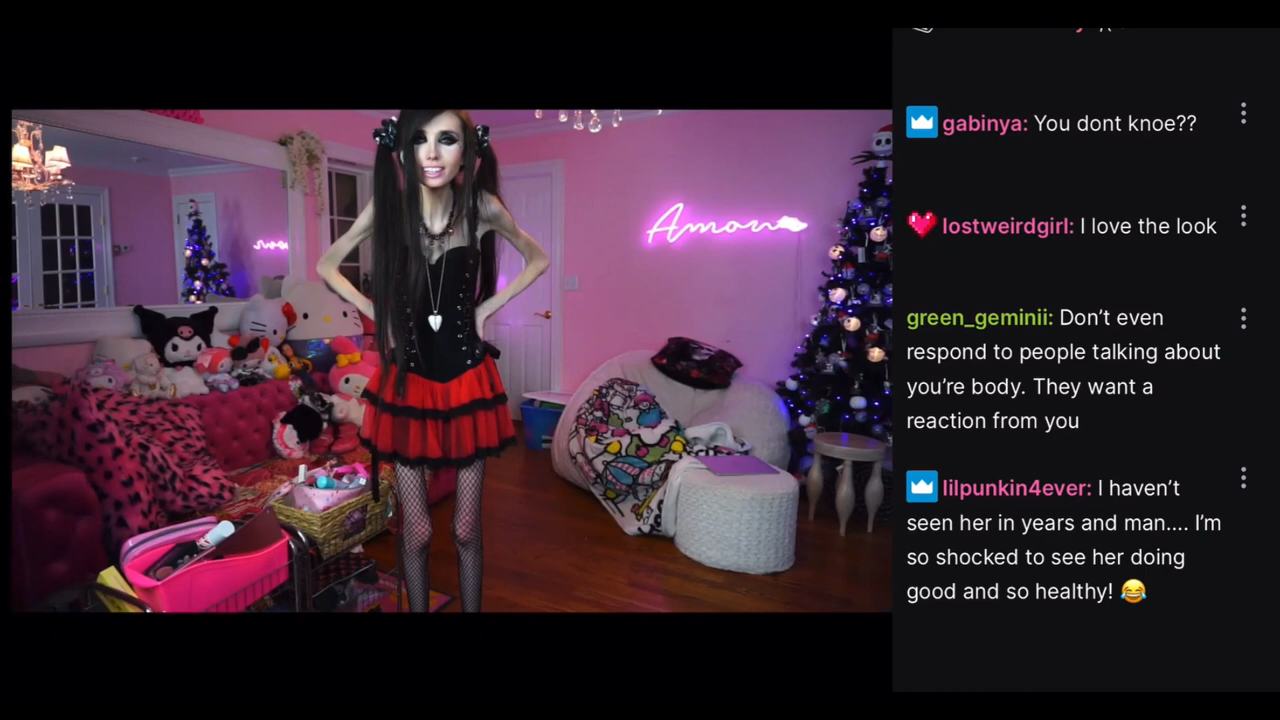 Amour
gabinya: You dont knoe??
lostweirdgirl: I love the look
green_geminii: Don’t even
respond to people talking about
you’re body. They want a
reaction from you
lilpunkin4ever: I haven’t
seen her in years and man.... I’m
so shocked to see her doing
good and so healthy! 😂